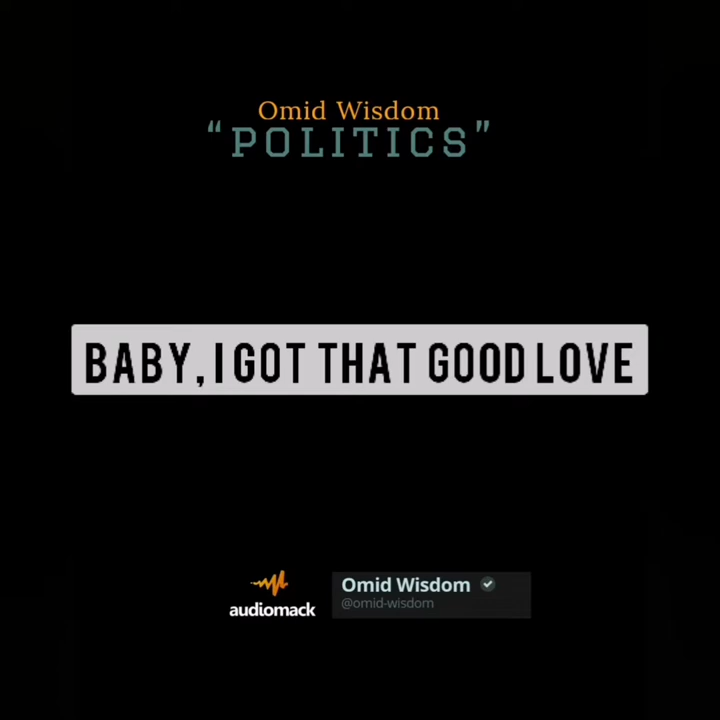 Omid Wisdom
“POLITICS”
BABY, I GOT THAT GOOD LOVE
audiomack
Omid Wisdom
@omid-wisdom